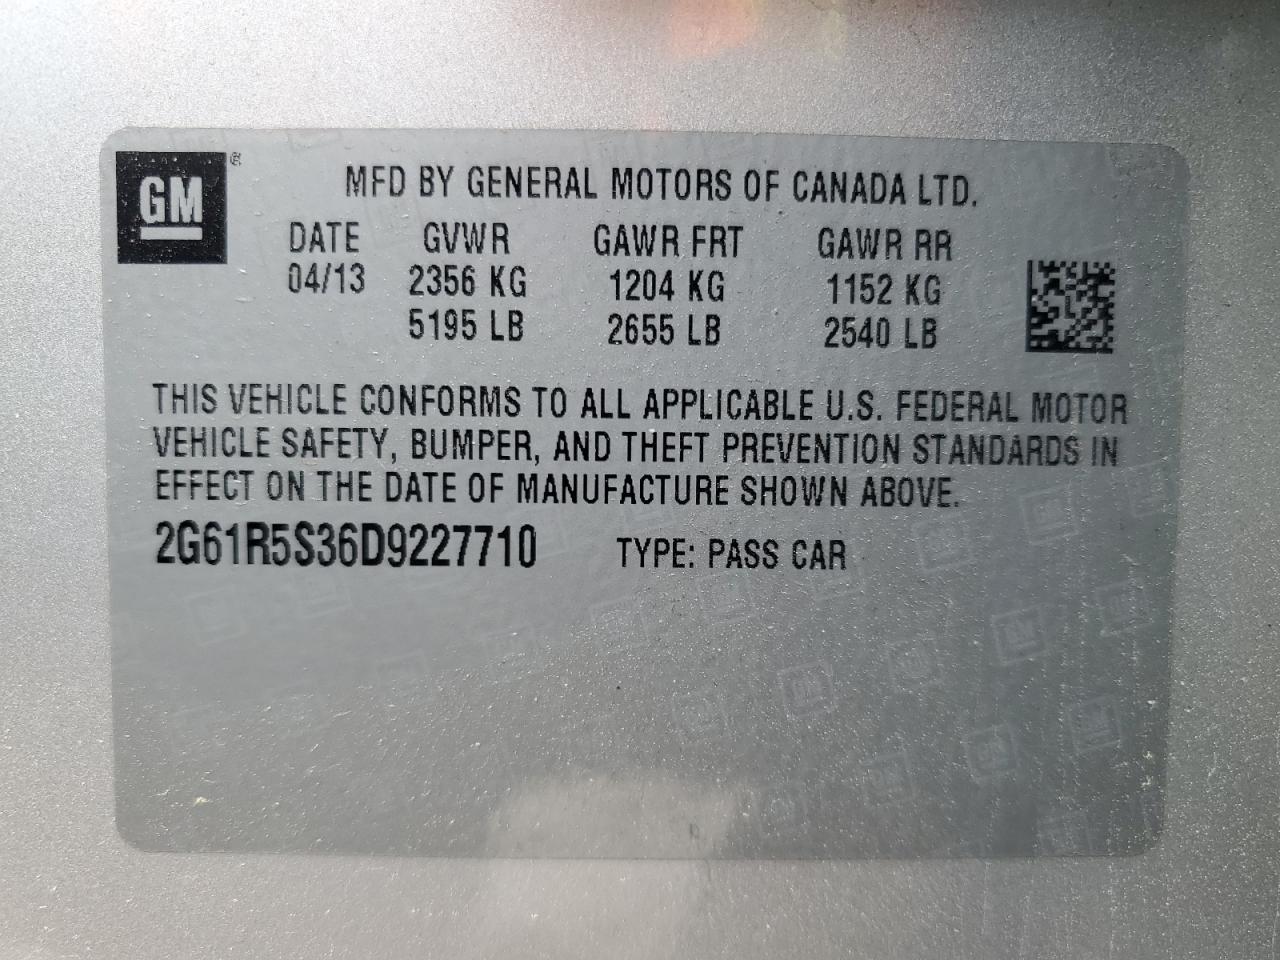 GM ®
MFD BY GENERAL MOTORS OF CANADA LTD.
DATE GVWR GAWR FRT GAWR RR
04/13 2356 KG 1204 KG 1152 KG
5195 LB 2655 LB 2540 LB
THIS VEHICLE CONFORMS TO ALL APPLICABLE U.S. FEDERAL MOTOR
VEHICLE SAFETY, BUMPER, AND THEFT PREVENTION STANDARDS IN
EFFECT ON THE DATE OF MANUFACTURE SHOWN ABOVE.
2G61R5S36D9227710 TYPE: PASS CAR